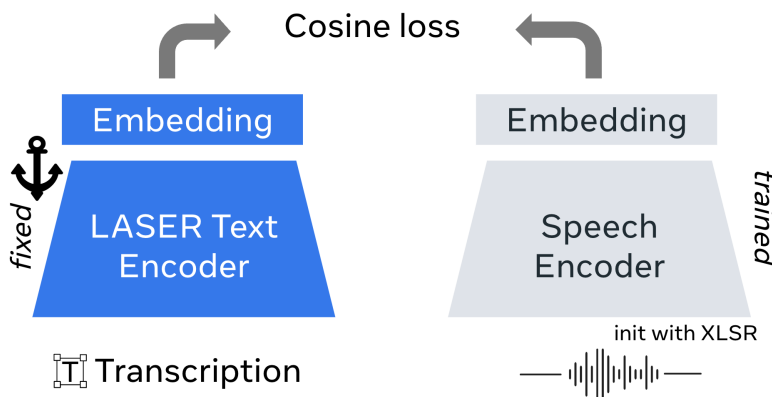 Cosine loss
Embedding
Embedding
fixed
LASER Text
Encoder
Speech
Encoder
trained
init with XLSR
T Transcription